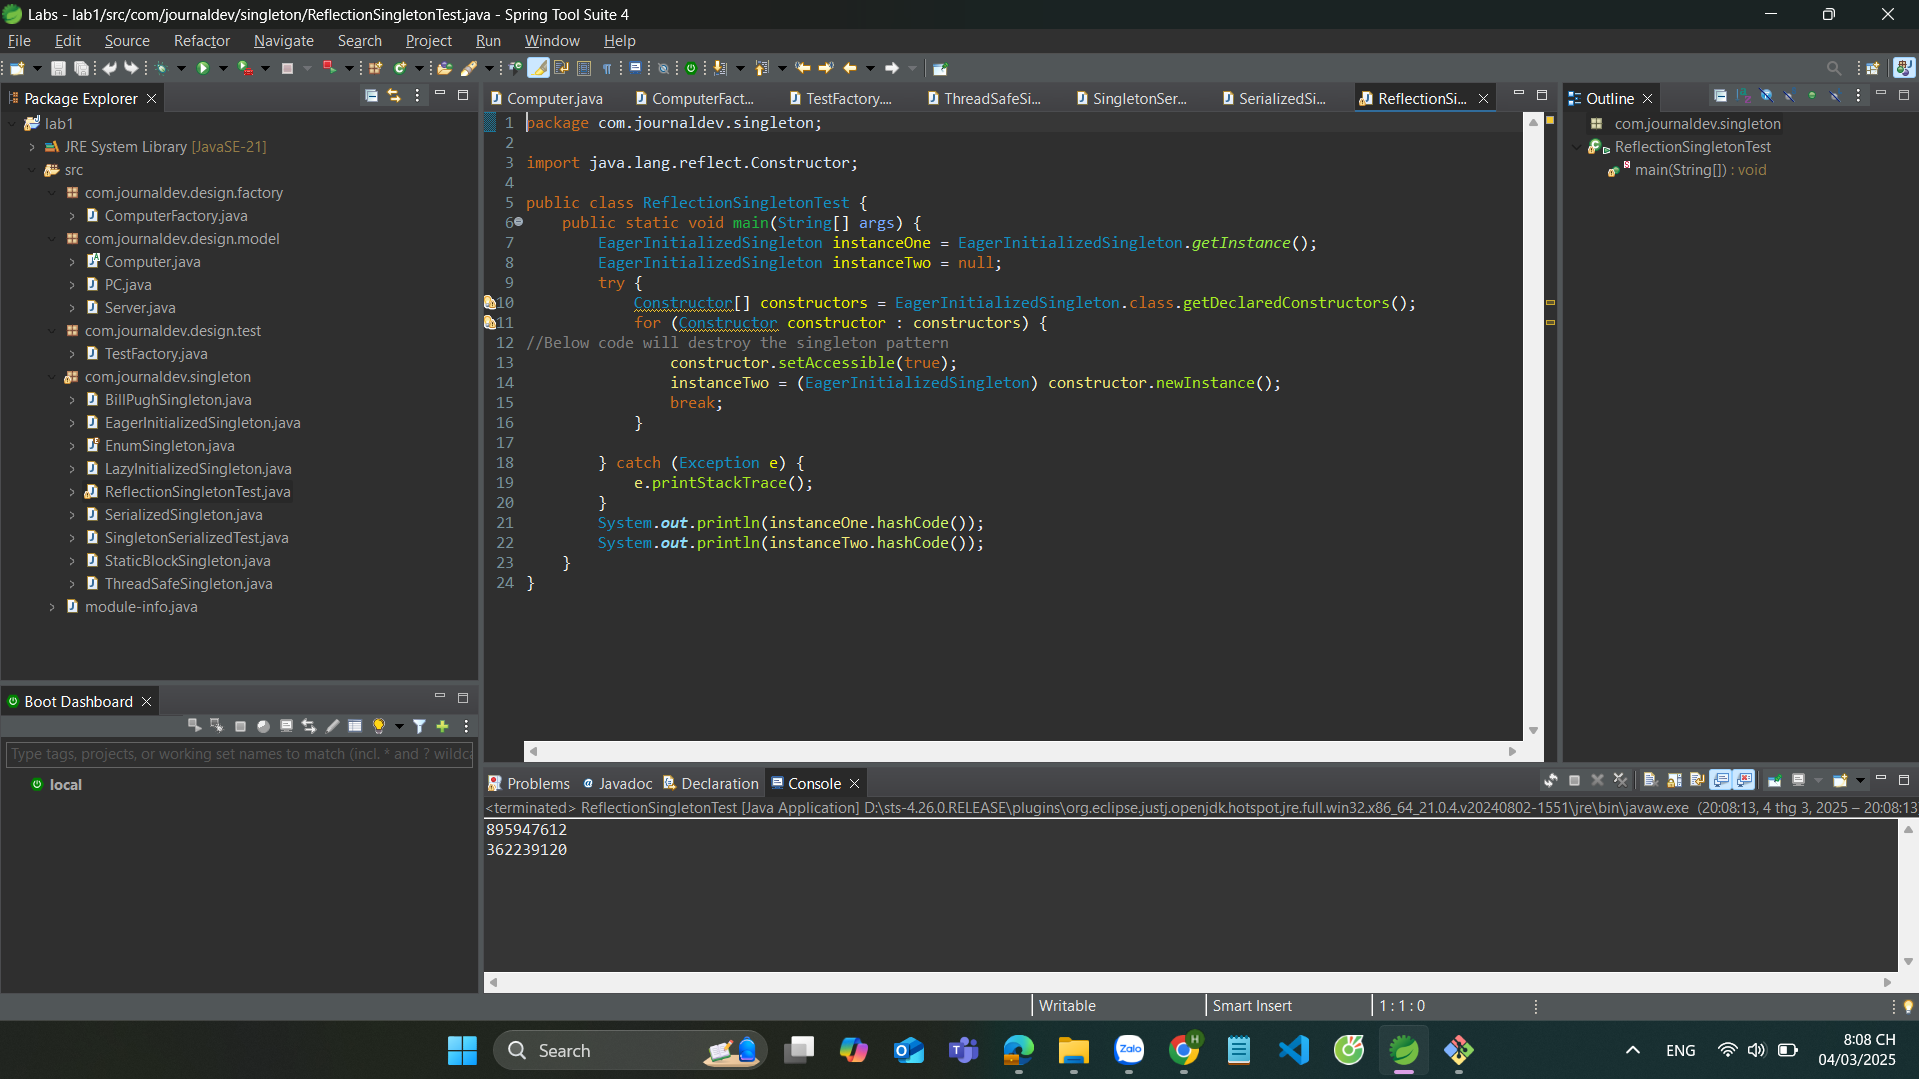 Labs - lab1/src/com/journaldev/singleton/ReflectionSingletonTest.java - Spring Tool Suite 4
File Edit Source Refactor Navigate Search Project Run Window Help
Package Explorer
lab1
JRE System Library [JavaSE-21]
src
com.journaldev.design.factory
ComputerFactory.java
com.journaldev.design.model
Computer.java
PC.java
Server.java
com.journaldev.design.test
TestFactory.java
com.journaldev.singleton
BillPughSingleton.java
EagerInitializedSingleton.java
EnumSingleton.java
LazyInitializedSingleton.java
ReflectionSingletonTest.java
SerializedSingleton.java
SingletonSerializedTest.java
StaticBlockSingleton.java
ThreadSafeSingleton.java
module-info.java
Boot Dashboard
Type tags, projects, or working set names to match (incl. * and ? wildca
local
Computer.java ComputerFact... TestFactory.... ThreadSafeSi... SingletonSer... SerializedSi... ReflectionSi...
1 package com.journaldev.singleton;
2
3 import java.lang.reflect.Constructor;
4
5 public class ReflectionSingletonTest {
6 public static void main(String[] args) {
7 EagerInitializedSingleton instanceOne = EagerInitializedSingleton.getInstance();
8 EagerInitializedSingleton instanceTwo = null;
9 try {
10 Constructor[] constructors = EagerInitializedSingleton.class.getDeclaredConstructors();
11 for (Constructor constructor : constructors) {
12 //Below code will destroy the singleton pattern
13 constructor.setAccessible(true);
14 instanceTwo = (EagerInitializedSingleton) constructor.newInstance();
15 break;
16 }
17
18 } catch (Exception e) {
19 e.printStackTrace();
20 }
21 System.out.println(instanceOne.hashCode());
22 System.out.println(instanceTwo.hashCode());
23 }
24 }
Outline
com.journaldev.singleton
ReflectionSingletonTest
main(String[]) : void
Problems Javadoc Declaration Console
<terminated> ReflectionSingletonTest [Java Application] D:\sts-4.26.0.RELEASE\plugins\org.eclipse.justj.openjdk.hotspot.jre.full.win32.x86_64_21.0.4.v20240802-1551\jre\bin\javaw.exe (20:08:13, 4 thg 3, 2025 – 20:08:13
895947612
362239120
Writable Smart Insert 1 : 1 : 0
Search
Zalo
H
ENG
8:08 CH
04/03/2025